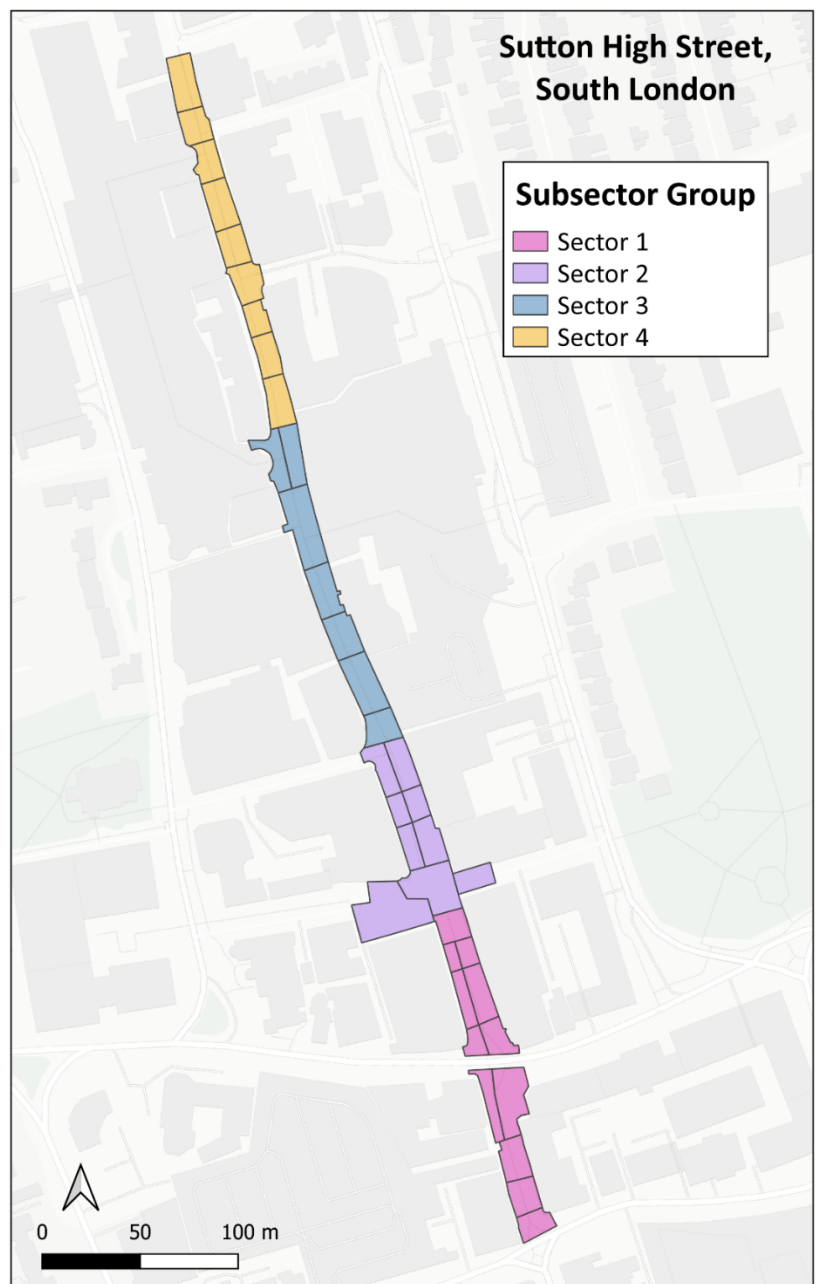 Sutton High Street,
South London
Subsector Group
Sector 1
Sector 2
Sector 3
Sector 4
0 50 100 m